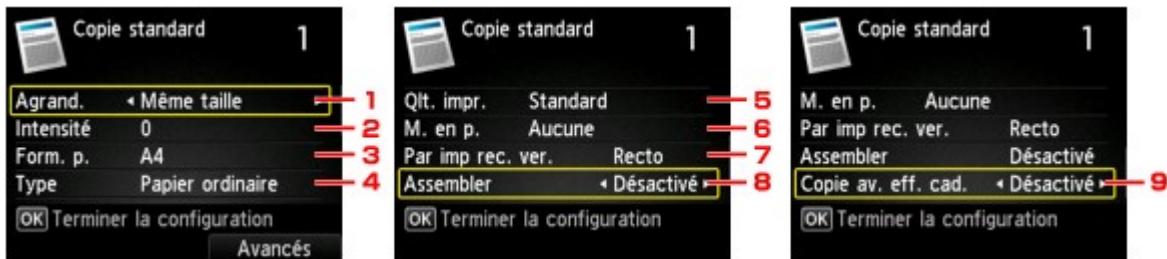 Copie standard 1
Agrand. Même taille 1
Intensité 0 2
Form. p. A4 3
Type Papier ordinaire 4
OK Terminer la configuration
Avancés
Copie standard 1
Qlt. impr. Standard 5
M. en p. Aucune 6
Par imp rec. ver. Recto 7
Assembler Désactivé 8
OK Terminer la configuration
Copie standard 1
M. en p. Aucune
Par imp rec. ver. Recto
Assembler Désactivé
Copie av. eff. cad. Désactivé 9
OK Terminer la configuration